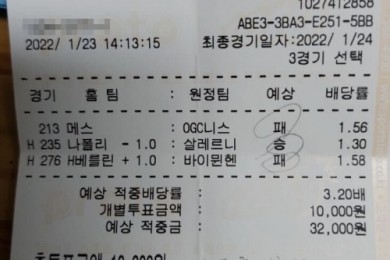 1027412858
ABE3-3BA3-E251-5BB
2022/ 1/23 14:13:15
최종경기일자:2022/ 1/24
3경기 선택
경기 홈 팀 : 원정팀 예상 배당률
213 메스 : OGC니스 패 1.56
H 235 나폴리 - 1.0 : 살레르니 승 1.30
H 276 H베를린 + 1.0 : 바이뮌헨 패 1.58
예상 적중배당률 : 3.20배
개별투표금액 : 10,000원
예상 적중금 : 32,000원